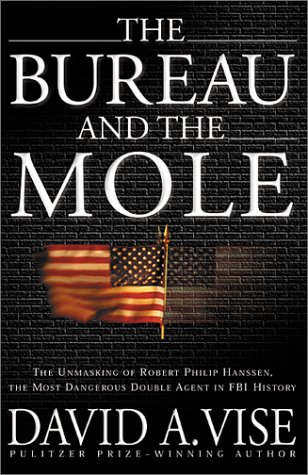 THE
BUREAU
AND THE
MOLE
THE UNMASKING OF ROBERT PHILIP HANSSEN,
THE MOST DANGEROUS DOUBLE AGENT IN FBI HISTORY
DAVID A. VISE
PULITZER PRIZE-WINNING AUTHOR